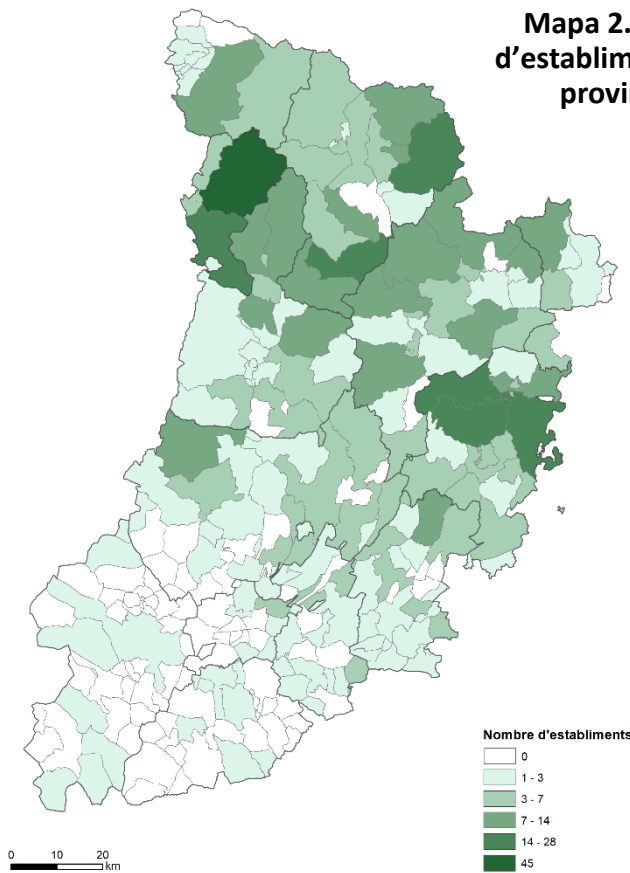 Mapa 2.
d’establim
provin
Nombre d'establiments
0
1 - 3
3 - 7
7 - 14
14 - 28
45
0 10 20
km